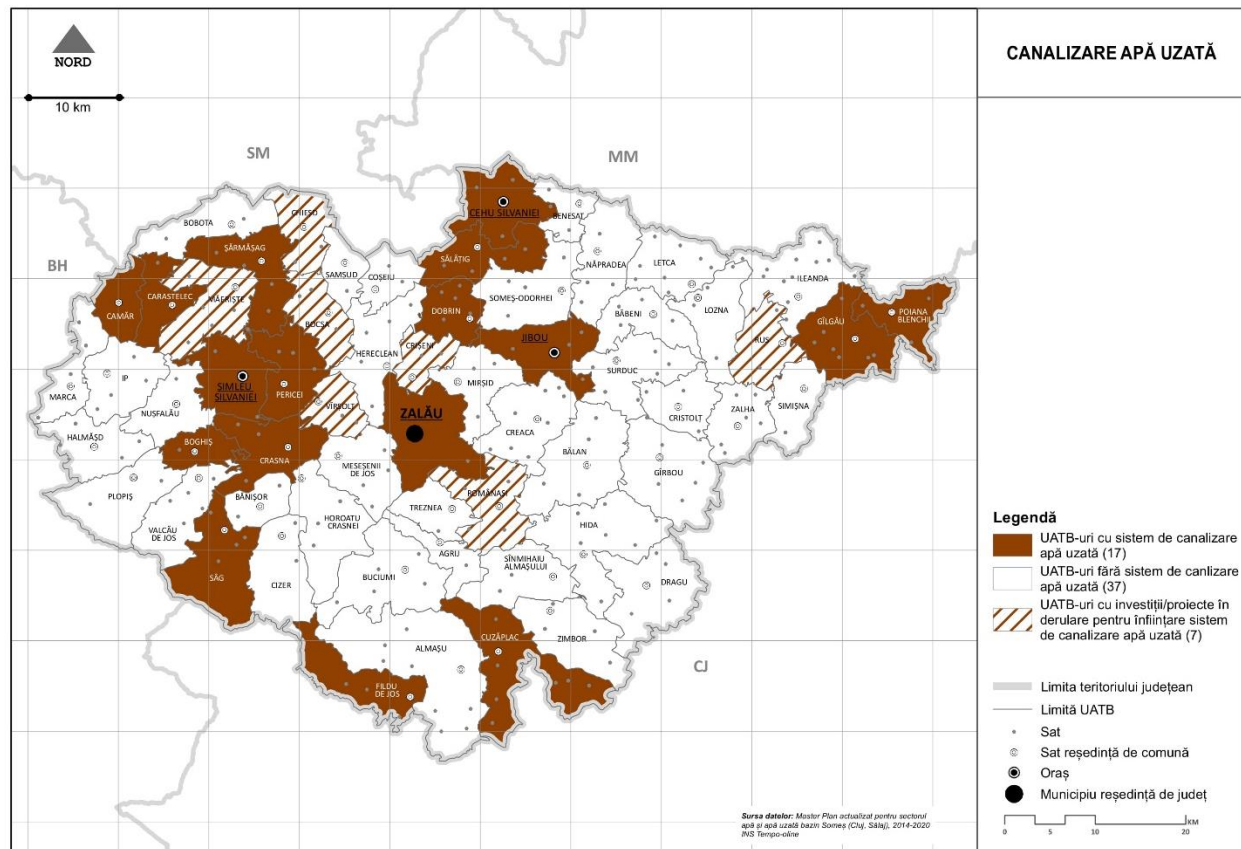 CANALIZARE APĂ UZATĂ
NORD
10 km
SM
MM
BH
CJ
CHIEȘD
BOBOTA
CEHU SILVANIEI
BENESAT
ȘĂRMĂȘAG
SĂLĂȚIG
SAMSUD
COȘEIU
NĂPRADEA
LETCA
ILEANDA
CAMĂR
CARASTELEC
MĂERIȘTE
SOMEȘ-ODORHEI
DOBRIN
BĂBENI
LOZNA
GÎLGĂU
POIANA
BLENCHII
BOCȘA
CRIȘENI
JIBOU
RUS
HERECLEAN
SURDUC
IP
MARCA
SIMLEU
SILVANIEI
PERICEI
MIRȘID
NUȘFALĂU
VÎRȘOLȚ
ZALĂU
CREACA
CRISTOLȚ
ZALHA
SIMIȘNA
HALMĂȘD
BOGHIȘ
CRASNA
BĂLAN
MESEȘENII
DE JOS
GÎRBOU
PLOPIȘ
BĂNIȘOR
ROMÂNAȘI
TREZNEA
HOROATU
CRASNEI
VALCĂU
DE JOS
HIDA
AGRIJ
SÎNMIHAIU
ALMAȘULUI
SĂG
CIZER
BUCIUMI
DRAGU
CUZĂPLAC
ZIMBOR
ALMAȘU
FILDU
DE JOS
Legendă
UATB-uri cu sistem de canalizare
apă uzată (17)
UATB-uri fără sistem de canlizare
apă uzată (37)
UATB-uri cu investiții/proiecte în
derulare pentru înființare sistem
de canalizare apă uzată (7)
Limita teritoriului județean
Limită UATB
Sat
Sat reședință de comună
Oraș
Municipiu reședință de județ
KM
0 5 10 20
Sursa datelor: Master Plan actualizat pentru sectorul
apă și apă uzată bazin Someș (Cluj, Sălaj), 2014-2020
INS Tempo-oline